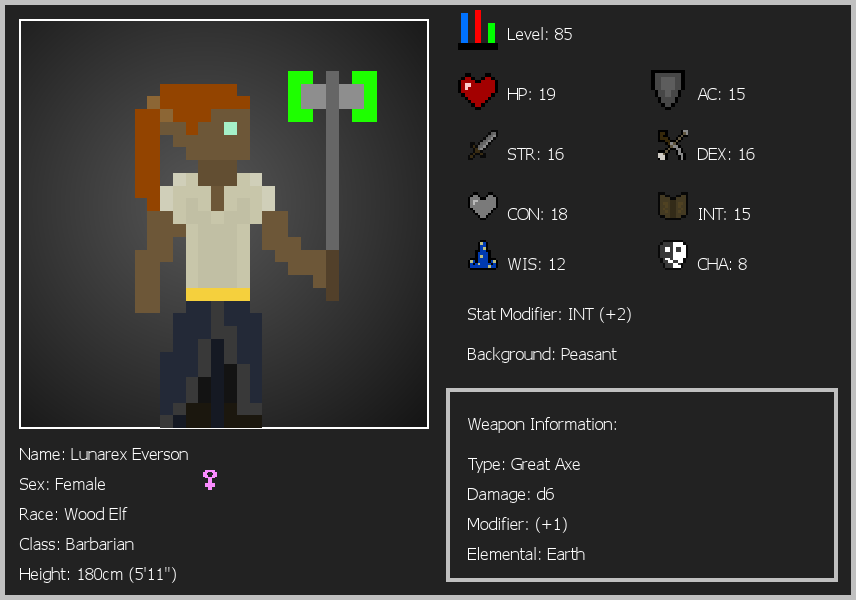 Level: 85
HP: 19
AC: 15
STR: 16
DEX: 16
CON: 18
INT: 15
WIS: 12
CHA: 8
Stat Modifier: INT (+2)
Background: Peasant
Weapon Information:
Type: Great Axe
Damage: d6
Modifier: (+1)
Elemental: Earth
Name: Lunarex Everson
Sex: Female
Race: Wood Elf
Class: Barbarian
Height: 180cm (5'11")